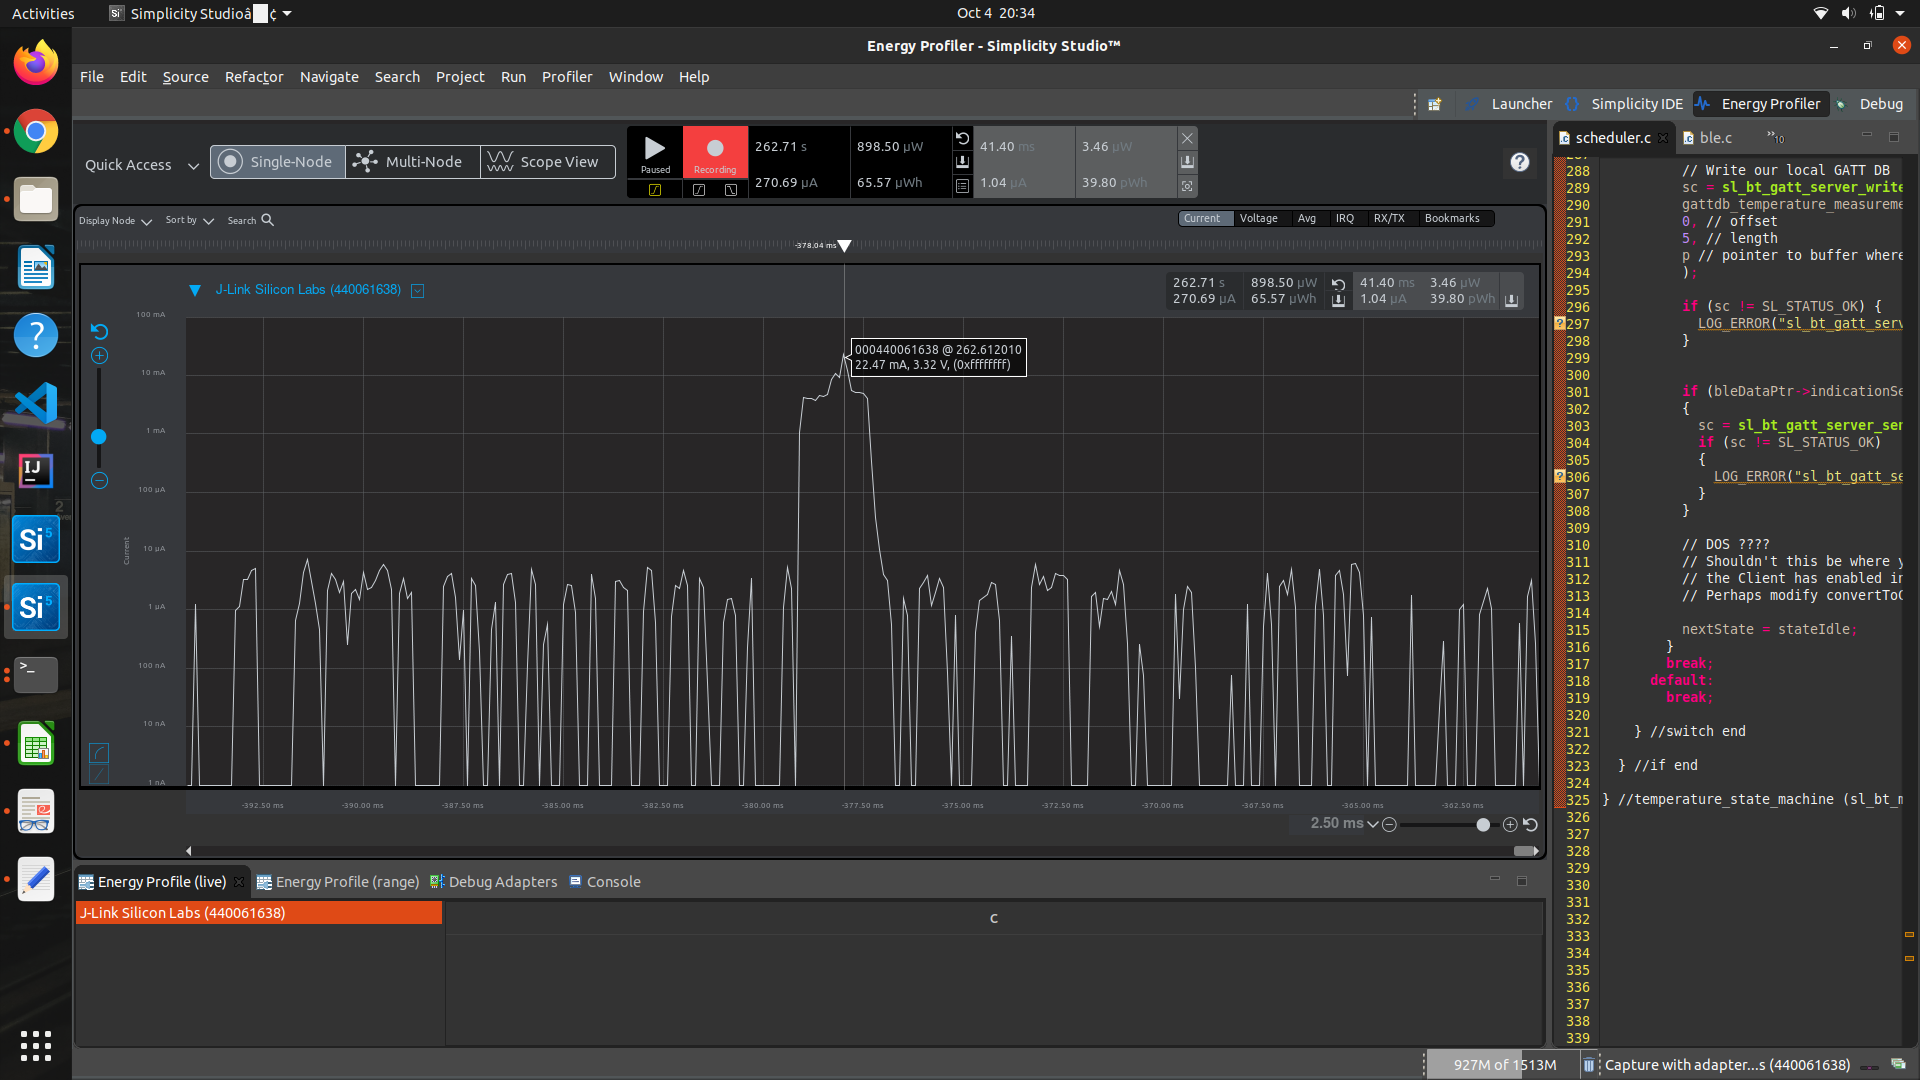 Activities
Simplicity Studioâ ¢
Oct 4 20:34
Energy Profiler - Simplicity Studio™
File Edit Source Refactor Navigate Search Project Run Profiler Window Help
Launcher Simplicity IDE Energy Profiler Debug
Quick Access
Single-Node Multi-Node Scope View
Paused Recording
262.71 s 898.50 µW
270.69 µA 65.57 µWh
41.40 ms 3.46 µW
1.04 µA 39.80 pWh
Display Node Sort by Search
Current Voltage Avg IRQ RX/TX Bookmarks
-378.04 ms
J-Link Silicon Labs (440061638)
262.71 s 898.50 µW
270.69 µA 65.57 µWh
41.40 ms 3.46 µW
1.04 µA 39.80 pWh
000440061638 @ 262.612010
22.47 mA, 3.32 V, (0xffffffff)
100 mA
10 mA
1 mA
100 µA
10 µA
1 µA
100 nA
10 nA
1 nA
Current
-392.50 ms -390.00 ms -387.50 ms -385.00 ms -382.50 ms -380.00 ms -377.50 ms -375.00 ms -372.50 ms -370.00 ms -367.50 ms -365.00 ms -362.50 ms
2.50 ms
Energy Profile (live) Energy Profile (range) Debug Adapters Console
J-Link Silicon Labs (440061638)
C
scheduler.c ble.c »10
287
288 // Write our local GATT DB
289 sc = sl_bt_gatt_server_write
290 gattdb_temperature_measureme
291 0, // offset
292 5, // length
293 p // pointer to buffer where
294 );
295
296 if (sc != SL_STATUS_OK) {
297 LOG_ERROR("sl_bt_gatt_serv
298 }
299
300
301 if (bleDataPtr->indicationSe
302 {
303 sc = sl_bt_gatt_server_sen
304 if (sc != SL_STATUS_OK)
305 {
306 LOG_ERROR("sl_bt_gatt_se
307 }
308 }
309
310 // DOS ????
311 // Shouldn't this be where y
312 // the Client has enabled in
313 // Perhaps modify convertToC
314
315 nextState = stateIdle;
316 }
317 break;
318 default:
319 break;
320
321 } //switch end
322
323 } //if end
324
325 } //temperature_state_machine (sl_bt_m
326
327
328
329
330
331
332
333
334
335
336
337
338
339
927M of 1513M
Capture with adapter...s (440061638)